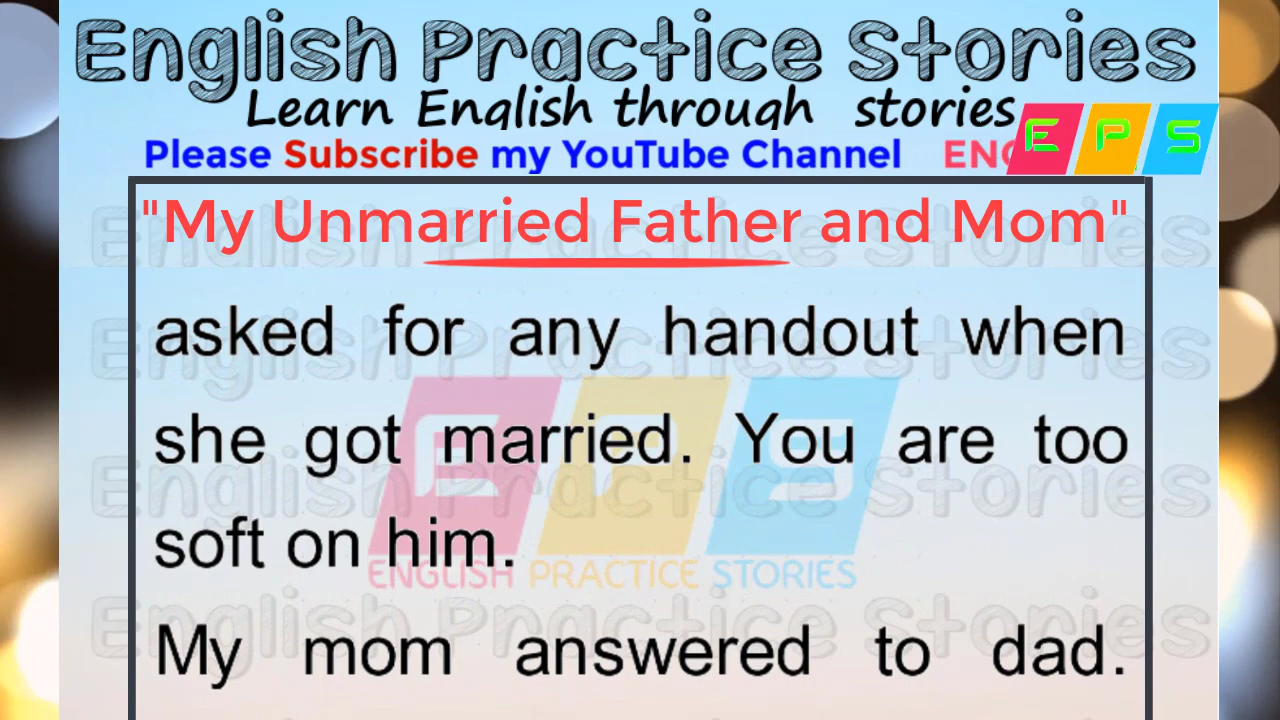 English Practice Stories
Learn English through stories
Please Subscribe my YouTube Channel
E P S
"My Unmarried Father and Mom"
asked for any handout when
she got married. You are too
soft on him.
ENGLISH PRACTICE STORIES
My mom answered to dad.